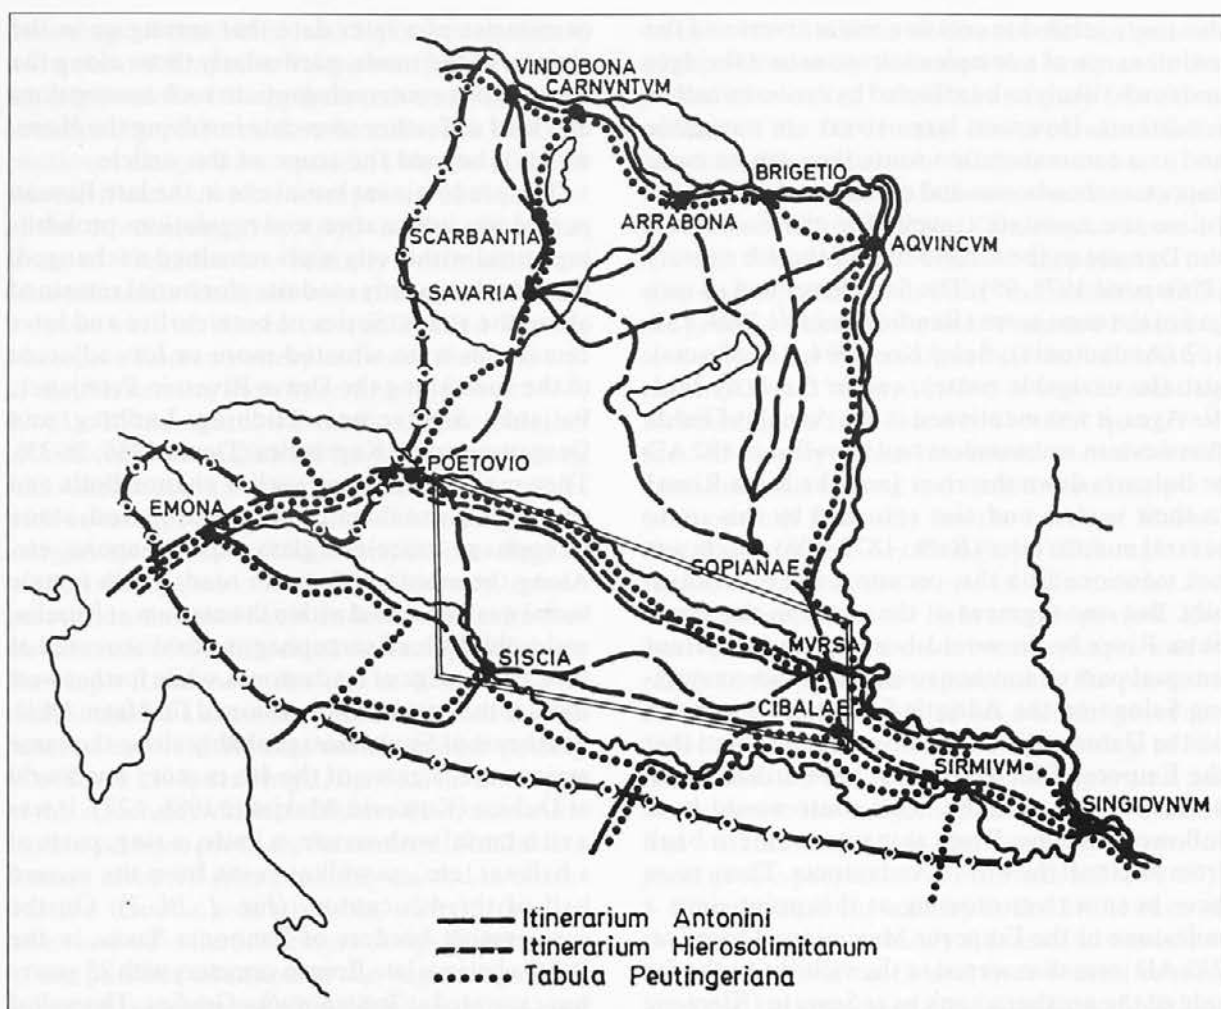 VINDOBONA
CARNVNTVM
BRIGETIO
ARRABONA
SCARBANTIA
AQVINCVM
SAVARIA
POETOVIO
EMONA
SOPIANAE
MVRSA
SISCIA
CIBALAE
SIRMIVM
SINGIDVNVM
Itinerarium Antonini
Itinerarium Hierosolimitanum
Tabula Peutingeriana